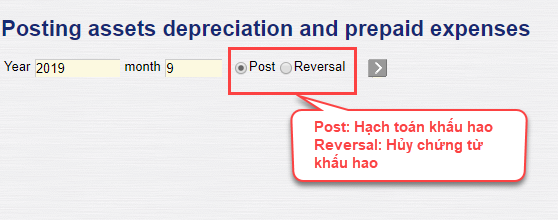 Posting assets depreciation and prepaid expenses
Year 2019 month 9 Post Reversal
Post: Hạch toán khấu hao
Reversal: Hủy chứng từ
khấu hao